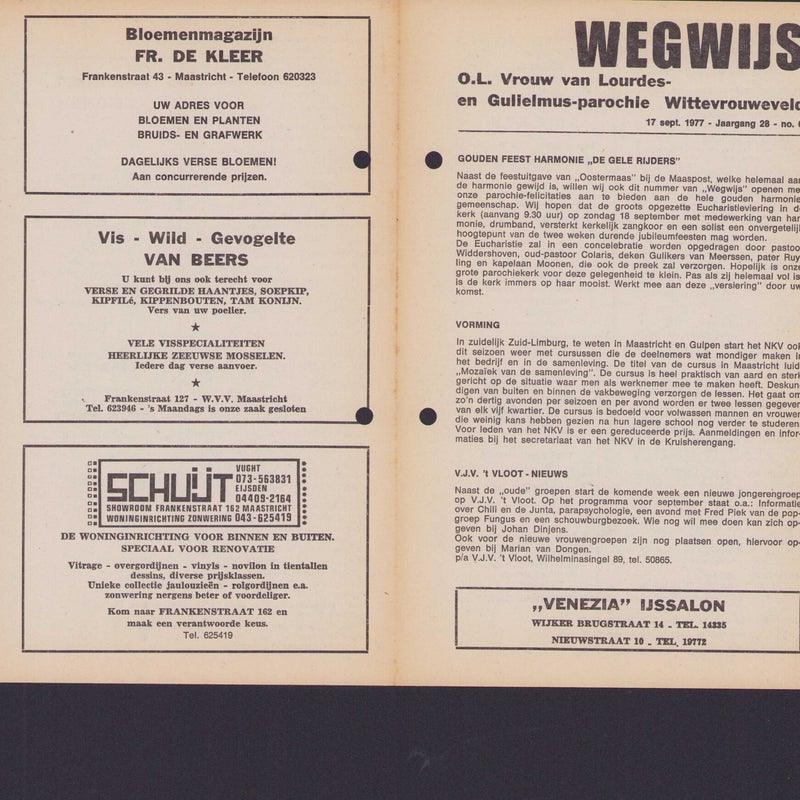 Bloemenmagazijn
FR. DE KLEER
Frankenstraat 43 - Maastricht - Telefoon 620323
UW ADRES VOOR
BLOEMEN EN PLANTEN
BRUIDS- EN GRAFWERK
DAGELIJKS VERSE BLOEMEN!
Aan concurrerende prijzen.
Vis - Wild - Gevogelte
VAN BEERS
U kunt bij ons ook terecht voor
VERSE EN GEGRILDE HAANTJES, SOEPKIP,
KIPFILé, KIPPENBOUTEN, TAM KONIJN.
Vers van uw poelier.
★
VELE VISSPECIALITEITEN
HEERLIJKE ZEEUWSE MOSSELEN.
Iedere dag verse aanvoer.
★
Frankenstraat 127 - W.V.V. Maastricht
Tel. 623946 - 's Maandags is onze zaak gesloten
SCHUIJT
VUGHT
073-563831
EIJSDEN
04409-2164
SHOWROOM FRANKENSTRAAT 162 MAASTRICHT
WONINGINRICHTING ZONWERING 043-625419
DE WONINGINRICHTING VOOR BINNEN EN BUITEN.
SPECIAAL VOOR RENOVATIE
Vitrage - overgordijnen - vinyls - novilon in tientallen
dessins, diverse prijsklassen.
Unieke collectie jaulouzieën - rolgordijnen e.a.
zonwering nergens beter of voordeliger.
Kom naar FRANKENSTRAAT 162 en
maak een verantwoorde keus.
Tel. 625419
WEGWIJS
O.L. Vrouw van Lourdes-
en Gulielmus-parochie Wittevrouweveld
17 sept. 1977 - Jaargang 28 - no.
GOUDEN FEEST HARMONIE „DE GELE RIJDERS"
Naast de feestuitgave van „Oostermaas" bij de Maaspost, welke helemaal aan
de harmonie gewijd is, willen wij ook dit nummer van „Wegwijs" openen me
onze parochie-felicitaties aan te bieden aan de hele gouden harmonie
gemeenschap. Wij hopen dat de groots opgezette Eucharistieviering in d
kerk (aanvang 9.30 uur) op zondag 18 september met medewerking van har
monie, drumband, versterkt kerkelijk zangkoor en een solist een onvergetelij
hoogtepunt van de twee weken durende jubileumfeesten mag worden.
De Eucharistie zal in een concelebratie worden opgedragen door pastoo
Widdershoven, oud-pastoor Colaris, deken Gulikers van Meerssen, pater Ruy
ling en kapelaan Moonen, die ook de preek zal verzorgen. Hopelijk is onze
grote parochiekerk voor deze gelegenheid te klein. Pas als zij helemaal vol is
is de kerk immers op haar mooist. Werkt mee aan deze „versiering" door uw
komst.
VORMING
In zuidelijk Zuid-Limburg, te weten in Maastricht en Gulpen start het NKV ook
dit seizoen weer met cursussen die de deelnemers wat mondiger maken in
het bedrijf en in de samenleving. De titel van de cursus in Maastricht luid
„Mozaïek van de samenleving". De cursus is heel praktisch van aard en sterk
gericht op de situatie waar men als werknemer mee te maken heeft. Deskun-
digen van buiten en binnen de vakbeweging verzorgen de lessen. Het gaat om
zo'n dertig avonden per seizoen en per avond worden er twee lessen gegeven
van elk vijf kwartier. De cursus is bedoeld voor volwassen mannen en vrouwen
die weinig kans hebben gezien na hun lagere school nog verder te studeren.
Voor leden van het NKV is er een gereduceerde prijs. Aanmeldingen en infor-
maties bij het secretariaat van het NKV in de Kruisherengang.
V.J.V. 't VLOOT - NIEUWS
Naast de „oude" groepen start de komende week een nieuwe jongerengroep
op V.J.V. 't Vloot. Op het programma voor september staat o.a.: Informatie
over Chili en de Junta, parapsychologie, een avond met Fred Piek van de pop-
groep Fungus en een schouwburgbezoek. Wie nog wil mee doen kan zich op-
geven bij Johan Dinjens.
Ook voor de nieuwe vrouwengroepen zijn nog plaatsen open, hiervoor op-
geven bij Marian van Dongen.
p/a V.J.V. 't Vloot, Wilhelminasingel 89, tel. 50865.
„VENEZIA" IJSSALON
WIJKER BRUGSTRAAT 14 - TEL. 14335
NIEUWSTRAAT 10 - TEL. 19772